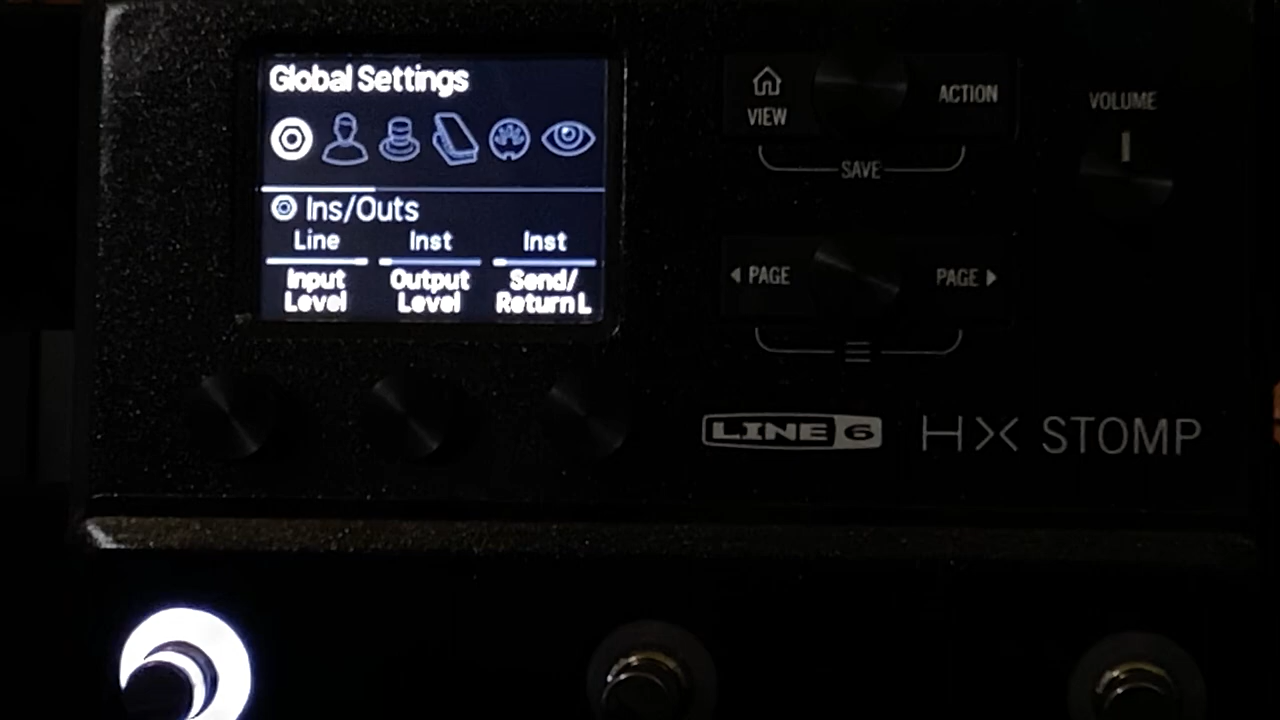 Global Settings
Ins/Outs
Line Inst Inst
Input Output Send/
Level Level Return L
VIEW
ACTION
SAVE
VOLUME
PAGE
PAGE
LINE 6
HX STOMP